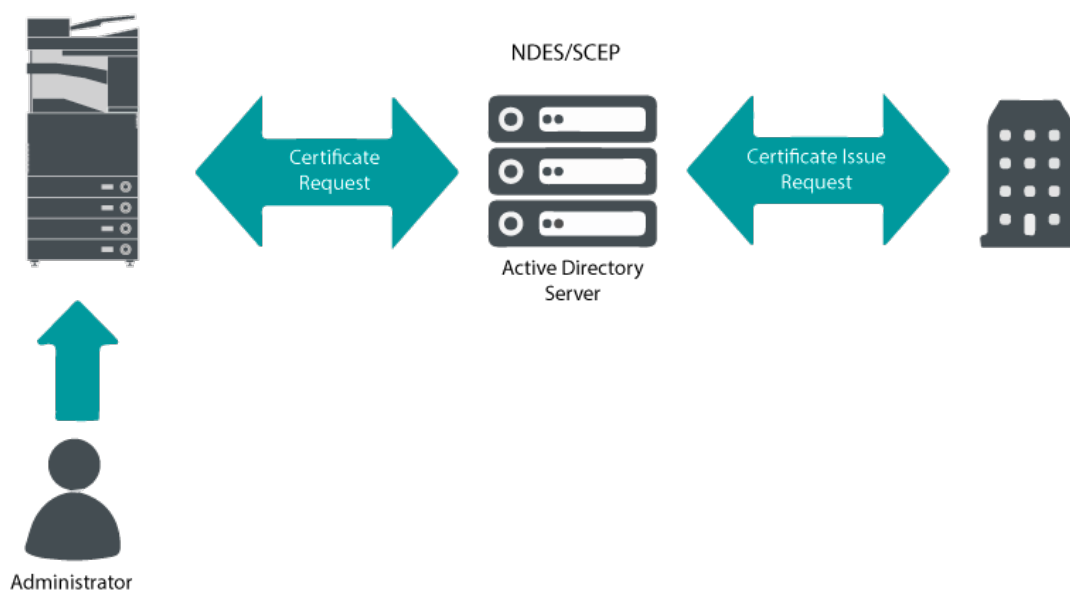 NDES/SCEP
Certificate
Request
Certificate Issue
Request
Active Directory
Server
Administrator